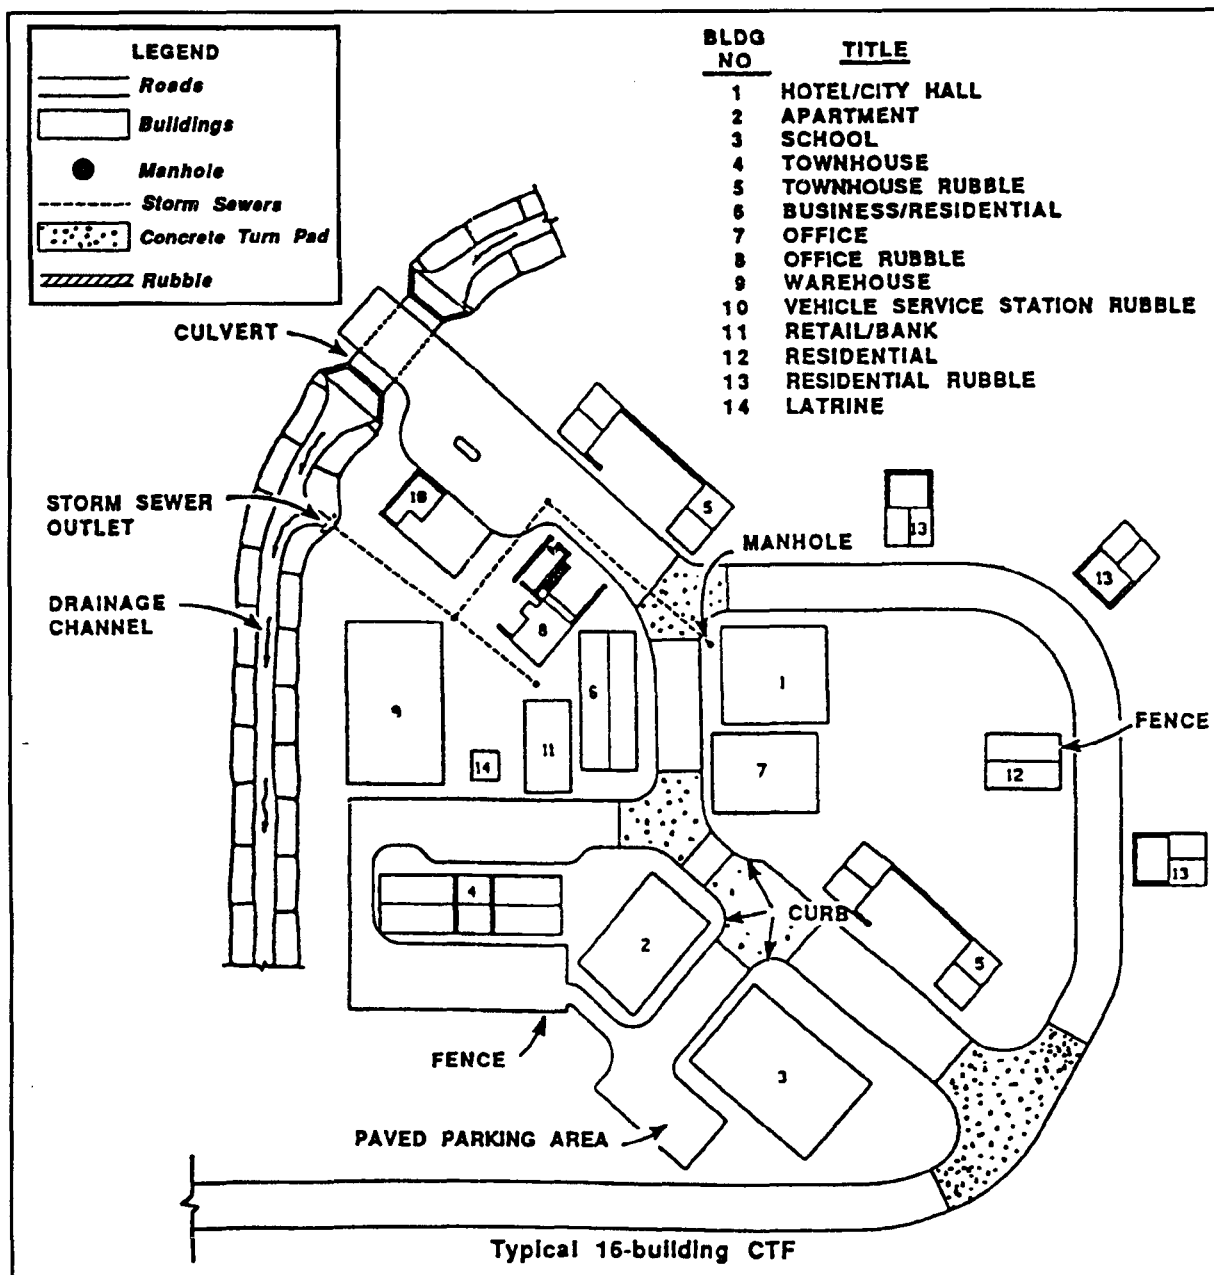 LEGEND
Roads
Buildings
Manhole
Storm Sewers
Concrete Turn Pad
Rubble
BLDG NO TITLE
1 HOTEL/CITY HALL
2 APARTMENT
3 SCHOOL
4 TOWNHOUSE
5 TOWNHOUSE RUBBLE
6 BUSINESS/RESIDENTIAL
7 OFFICE
8 OFFICE RUBBLE
9 WAREHOUSE
10 VEHICLE SERVICE STATION RUBBLE
11 RETAIL/BANK
12 RESIDENTIAL
13 RESIDENTIAL RUBBLE
14 LATRINE
CULVERT
STORM SEWER
OUTLET
10
5
13
MANHOLE
13
DRAINAGE
CHANNEL
8
1
6
9
FENCE
11
14
7
12
13
4
CURB
2
5
FENCE
3
PAVED PARKING AREA
Typical 16-building CTF